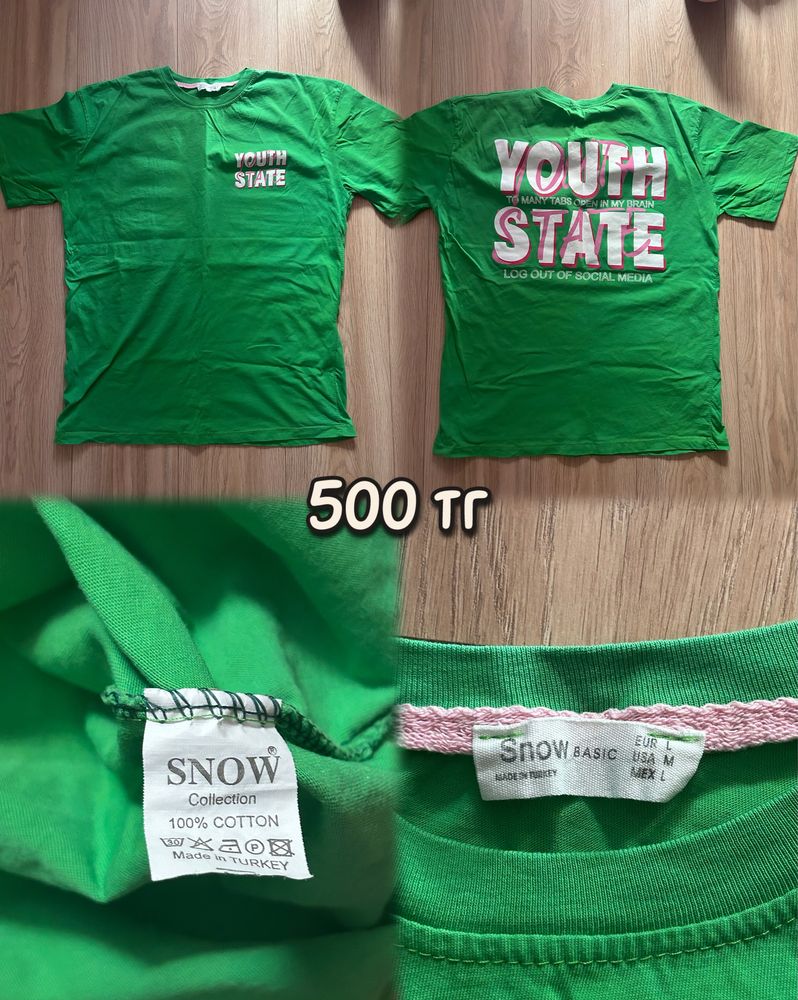 YOUTH
STATE
YOUTH
TO MANY TABS OPEN IN MY BRAIN
STATE
LOG OUT OF SOCIAL MEDIA
500 тг
SNOW®
Collection
100% COTTON
30 P
Made in TURKEY
Snow BASIC EUR L
USA M
MADE IN TURKEY MEX L